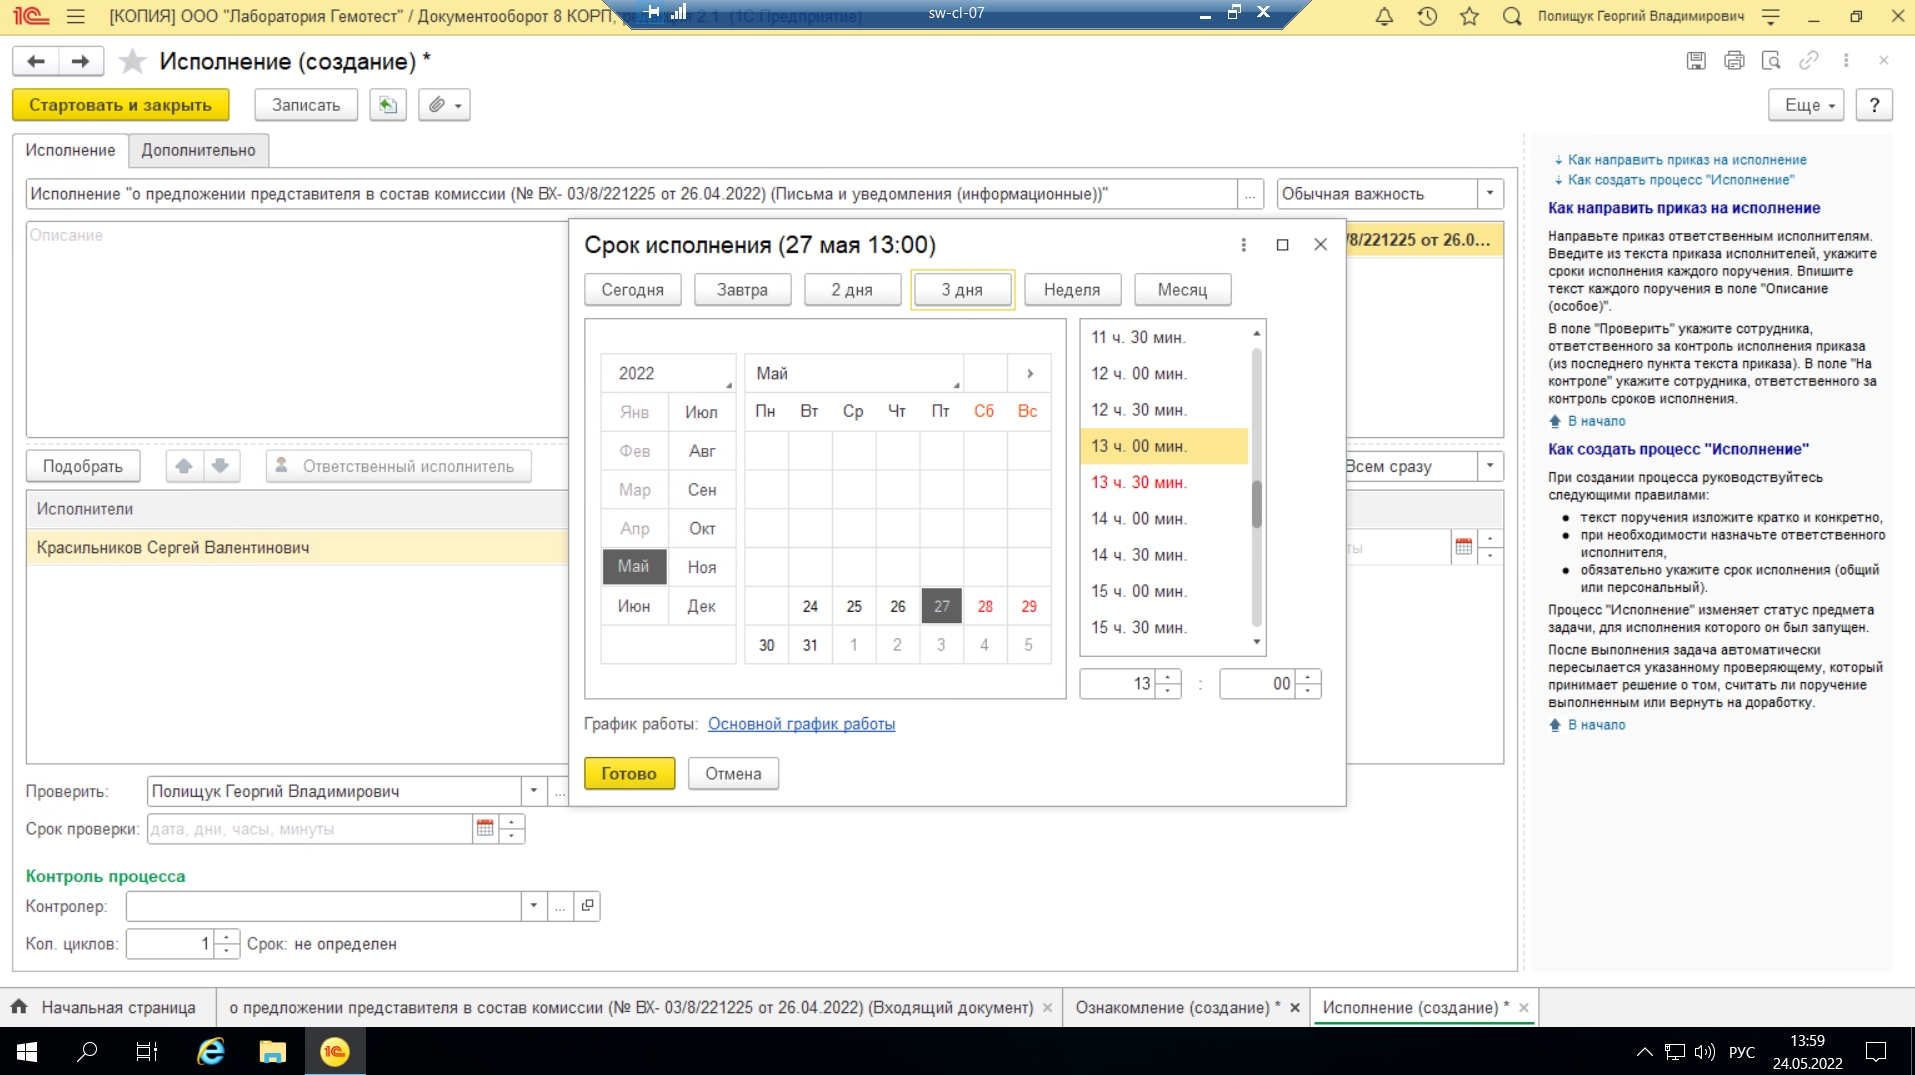 [КОПИЯ] ООО "Лаборатория Гемотест" / Документооборот 8 КОРП, редакция 2.1 (1С:Предприятие)
sw-cl-07
Полищук Георгий Владимирович
Исполнение (создание) *
Стартовать и закрыть
Записать
Еще
?
Исполнение
Дополнительно
Исполнение "о предложении представителя в состав комиссии (№ ВХ- 03/8/221225 от 26.04.2022) (Письма и уведомления (информационные))"
...
Обычная важность
Описание
/8/221225 от 26.0...
Срок исполнения (27 мая 13:00)
Сегодня
Завтра
2 дня
3 дня
Неделя
Месяц
2022
Май
Янв Июл
Фев Авг
Мар Сен
Апр Окт
Май Ноя
Июн Дек
Пн Вт Ср Чт Пт Сб Вс
24 25 26 27 28 29
30 31 1 2 3 4 5
11 ч. 30 мин.
12 ч. 00 мин.
12 ч. 30 мин.
13 ч. 00 мин.
13 ч. 30 мин.
14 ч. 00 мин.
14 ч. 30 мин.
15 ч. 00 мин.
15 ч. 30 мин.
13 : 00
График работы: Основной график работы
Готово
Отмена
Подобрать
Ответственный исполнитель
Всем сразу
Исполнители
Красильников Сергей Валентинович
ты
Проверить: Полищук Георгий Владимирович
...
Срок проверки: дата, дни, часы, минуты
Контроль процесса
Контролер:
...
Кол. циклов: 1 Срок: не определен
Как направить приказ на исполнение
Как создать процесс "Исполнение"
Как направить приказ на исполнение
Направьте приказ ответственным исполнителям.
Введите из текста приказа исполнителей, укажите
сроки исполнения каждого поручения. Впишите
текст каждого поручения в поле "Описание
(особое)".
В поле "Проверить" укажите сотрудника,
ответственного за контроль исполнения приказа
(из последнего пункта текста приказа). В поле "На
контроле" укажите сотрудника, ответственного за
контроль сроков исполнения.
В начало
Как создать процесс "Исполнение"
При создании процесса руководствуйтесь
следующими правилами:
● текст поручения изложите кратко и конкретно,
● при необходимости назначьте ответственного
исполнителя,
● обязательно укажите срок исполнения (общий
или персональный).
Процесс "Исполнение" изменяет статус предмета
задачи, для исполнения которого он был запущен.
После выполнения задача автоматически
пересылается указанному проверяющему, который
принимает решение о том, считать ли поручение
выполненным или вернуть на доработку.
В начало
Начальная страница
о предложении представителя в состав комиссии (№ ВХ- 03/8/221225 от 26.04.2022) (Входящий документ)
Ознакомление (создание) *
Исполнение (создание) *
РУС
13:59
24.05.2022